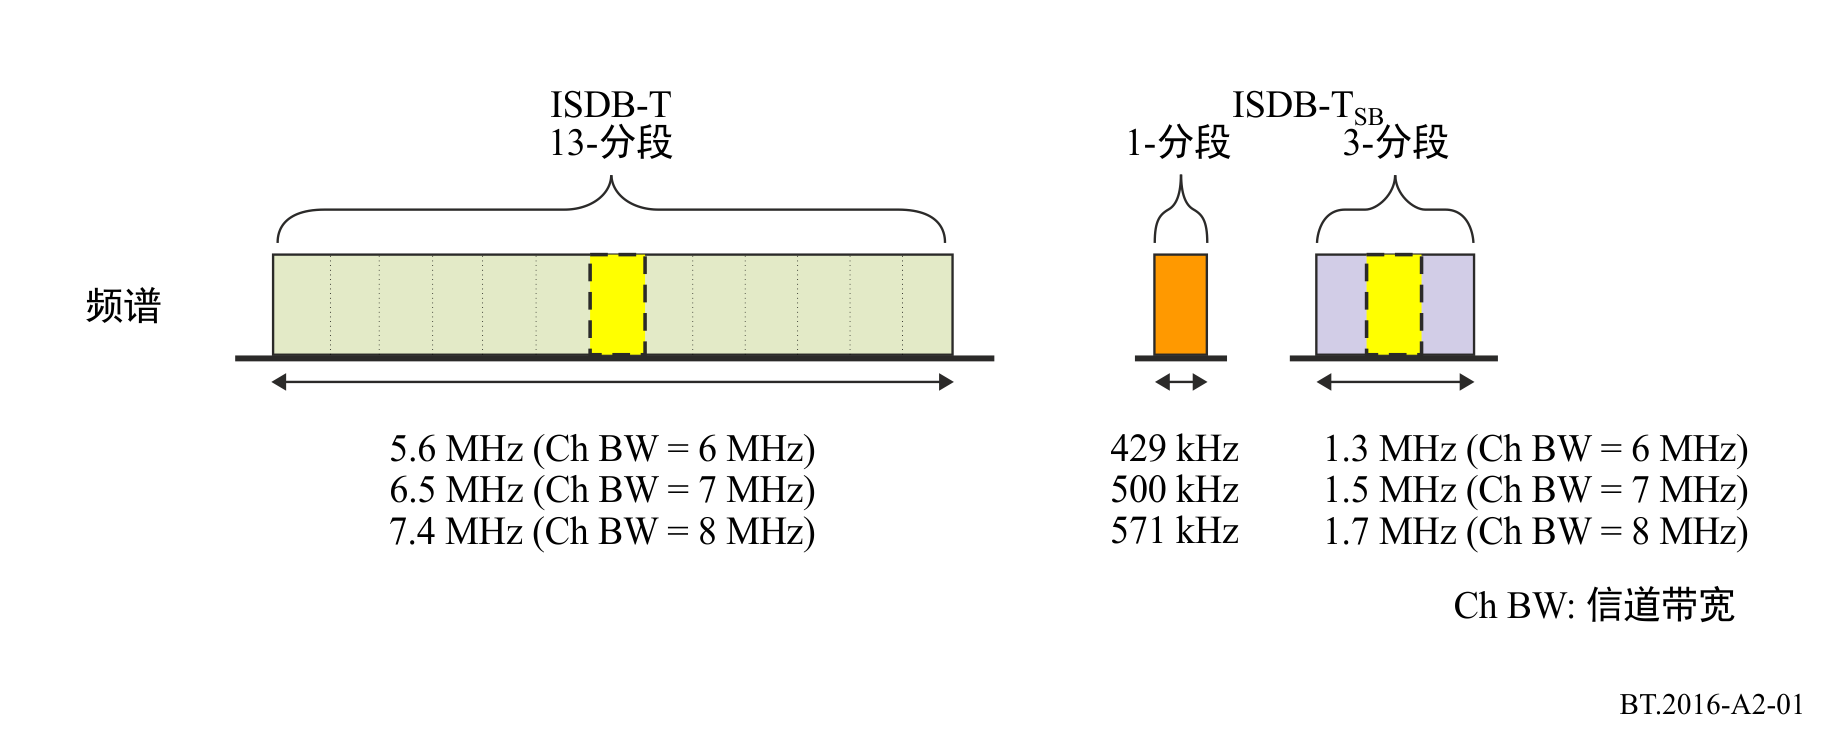 ISDB-T
13-分段
ISDB-TSB
1-分段
3-分段
频谱
5.6 MHz (Ch BW = 6 MHz)
6.5 MHz (Ch BW = 7 MHz)
7.4 MHz (Ch BW = 8 MHz)
429 kHz
500 kHz
571 kHz
1.3 MHz (Ch BW = 6 MHz)
1.5 MHz (Ch BW = 7 MHz)
1.7 MHz (Ch BW = 8 MHz)
Ch BW: 信道带宽
BT.2016-A2-01